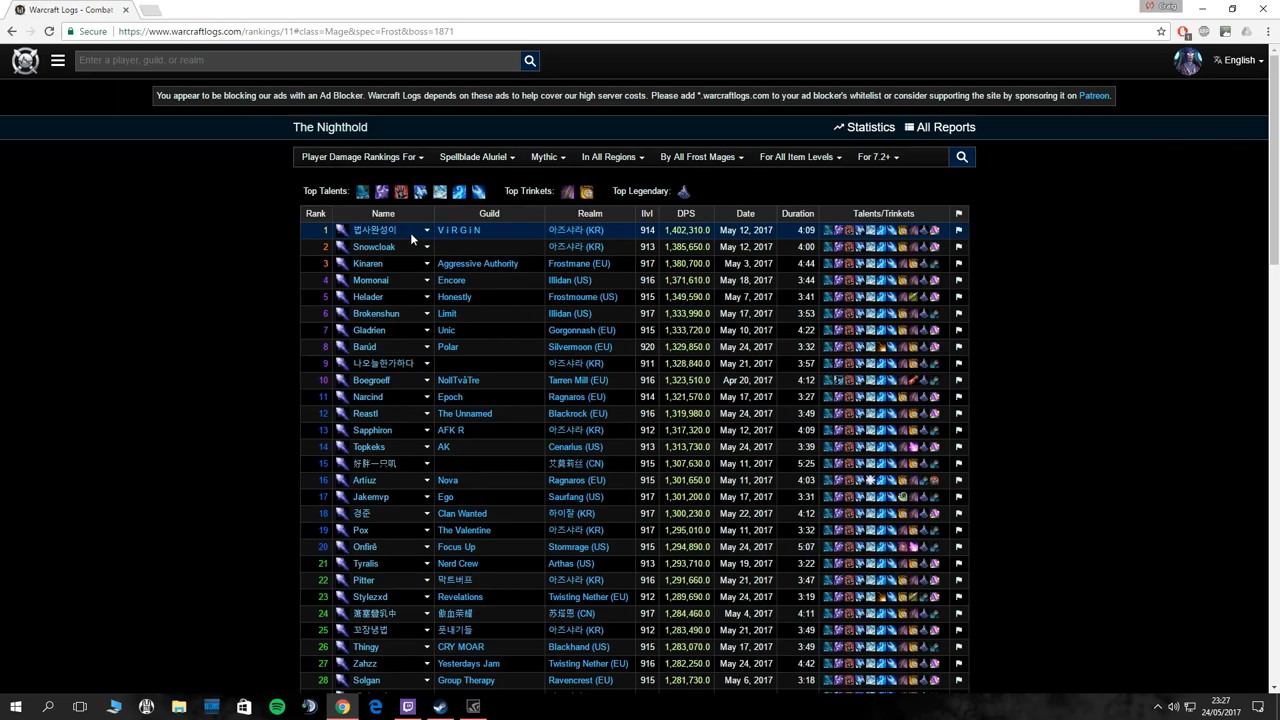 Warcraft Logs - Combat
Craig
Secure
https://www.warcraftlogs.com/rankings/11#class=Mage&spec=Frost&boss=1871
Enter a player, guild, or realm
English
You appear to be blocking our ads with an Ad Blocker. Warcraft Logs depends on these ads to help cover our high server costs. Please add *.warcraftlogs.com to your ad blocker's whitelist or consider supporting the site by sponsoring it on Patreon.
The Nighthold Statistics All Reports
Player Damage Rankings For Spellblade Aluriel Mythic In All Regions By All Frost Mages For All Item Levels For 7.2+
Top Talents: Top Trinkets: Top Legendary:
Rank Name Guild Realm Ilvl DPS Date Duration Talents/Trinkets
1 법사완성이 V i R G i N 아즈샤라 (KR) 914 1,402,310.0 May 12, 2017 4:09
2 Snowcloak 아즈샤라 (KR) 913 1,385,650.0 May 12, 2017 4:09
3 Kinaren Aggressive Authority Frostmane (EU) 917 1,380,700.0 May 3, 2017 4:44
4 Momonai Encore Illidan (US) 916 1,371,610.0 May 18, 2017 3:44
5 Helader Honestly Frostmourne (US) 915 1,349,590.0 May 7, 2017 3:41
6 Brokenshun Limit Illidan (US) 916 1,333,990.0 May 17, 2017 3:53
7 Gladrien Unic Gorgonnash (EU) 915 1,333,720.0 May 10, 2017 4:22
8 Barúd Polar Silvermoon (EU) 920 1,329,850.0 May 24, 2017 3:32
9 나오늘한가하다 아즈샤라 (KR) 911 1,328,840.0 May 21, 2017 3:57
10 Boegroeff NollTvåTre Tarren Mill (EU) 916 1,323,510.0 Apr 20, 2017 4:12
11 Narcind Epoch Ragnaros (EU) 914 1,321,570.0 May 17, 2017 3:27
12 Reastl The Unnamed Blackrock (EU) 916 1,319,980.0 May 24, 2017 3:49
13 Sapphiron AFK R 아즈샤라 (KR) 912 1,317,320.0 May 12, 2017 4:09
14 Topkeks AK Cenarius (US) 913 1,313,730.0 May 24, 2017 3:39
15 好胖一只叽 艾莫莉丝 (CN) 915 1,307,630.0 May 11, 2017 5:25
16 Artïuz Nova Ragnaros (EU) 915 1,301,650.0 May 11, 2017 4:03
17 Jakemvp Ego Saurfang (US) 917 1,301,200.0 May 17, 2017 3:31
18 경준 Clan Wanted 하이잘 (KR) 917 1,300,230.0 May 22, 2017 4:12
19 Pox The Valentine 아즈샤라 (KR) 917 1,295,010.0 May 11, 2017 3:32
20 Onfirê Focus Up Stormrage (US) 915 1,294,890.0 May 24, 2017 5:07
21 Tyralis Nerd Crew Arthas (US) 913 1,293,710.0 May 19, 2017 3:22
22 Pitter 막트버프 아즈샤라 (KR) 916 1,291,660.0 May 21, 2017 3:47
23 Stylezxd Revelations Twisting Nether (EU) 912 1,289,690.0 May 24, 2017 3:19
24 傲血荣耀 苏塔恩 (CN) 917 1,284,460.0 May 4, 2017 4:11
25 꼬장냉법 풋내기들 아즈샤라 (KR) 912 1,283,490.0 May 21, 2017 3:49
26 Thingy CRY MOAR Blackhand (US) 915 1,283,070.0 May 17, 2017 3:49
27 Zahzz Yesterdays Jam Twisting Nether (EU) 916 1,282,250.0 May 24, 2017 4:42
28 Solgan Group Therapy Ravencrest (EU) 915 1,281,730.0 May 6, 2017 3:18
23:27
24/05/2017